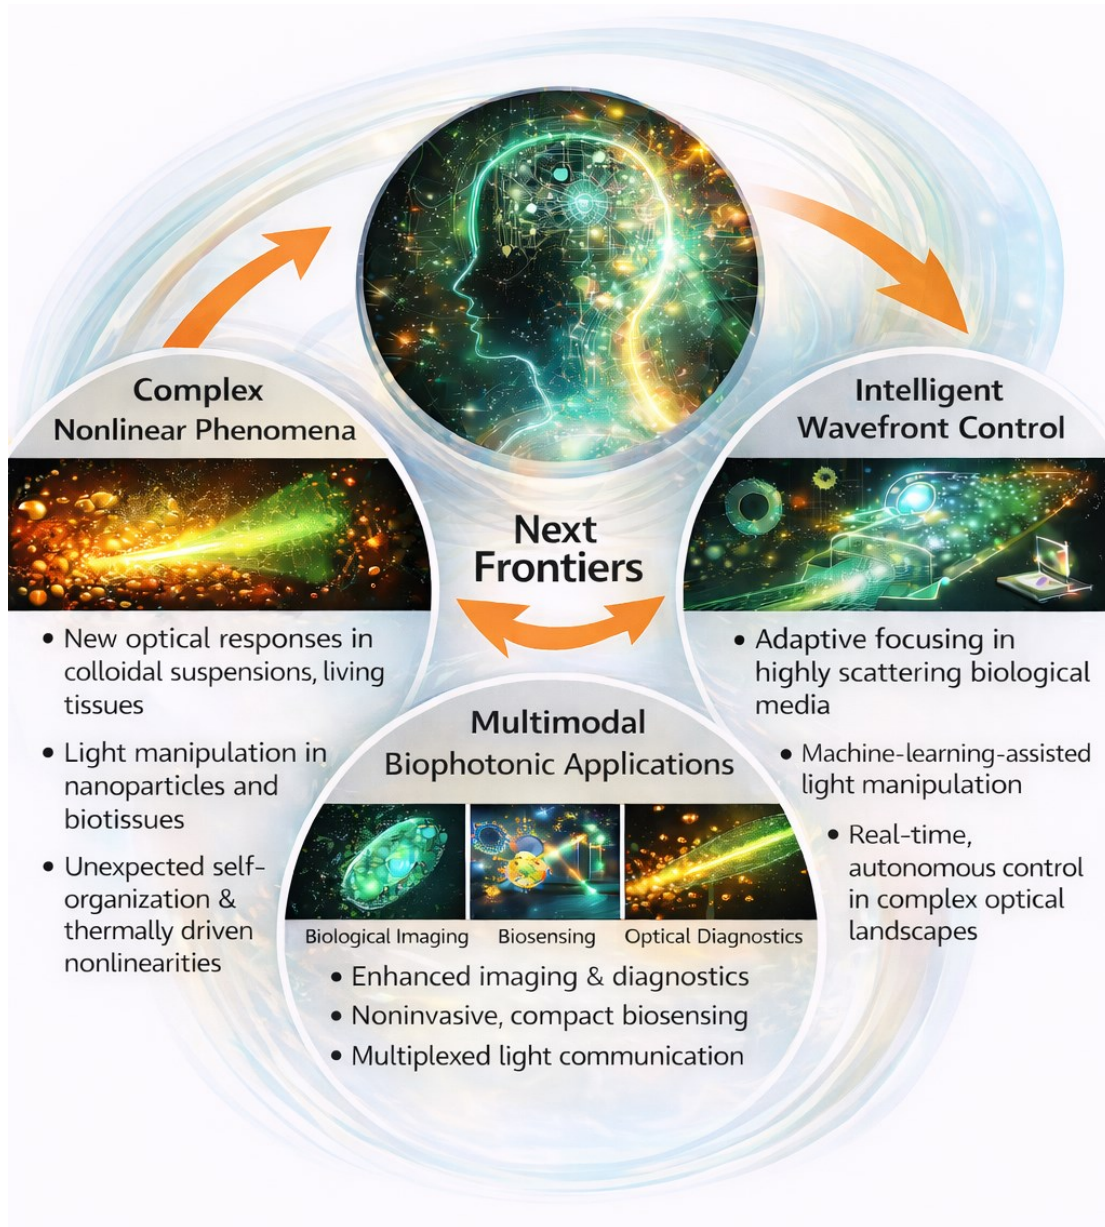 Complex
Nonlinear Phenomena
• New optical responses in
colloidal suspensions, living
tissues
• Light manipulation in
nanoparticles and
biotissues
• Unexpected self-
organization &
thermally driven
nonlinearities
Next
Frontiers
Intelligent
Wavefront Control
• Adaptive focusing in
highly scattering biological
media
• Machine-learning-assisted
light manipulation
• Real-time,
autonomous control
in complex optical
landscapes
Multimodal
Biophotonic Applications
Biological Imaging
Biosensing
Optical Diagnostics
• Enhanced imaging & diagnostics
• Noninvasive, compact biosensing
• Multiplexed light communication